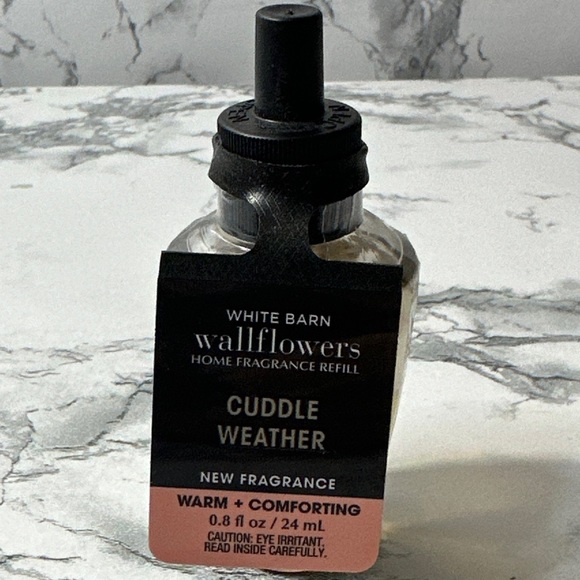 WHITE BARN
wallflowers
HOME FRAGRANCE REFILL
CUDDLE
WEATHER
NEW FRAGRANCE
WARM + COMFORTING
0.8 fl oz / 24 mL
CAUTION: EYE IRRITANT.
READ INSIDE CAREFULLY.